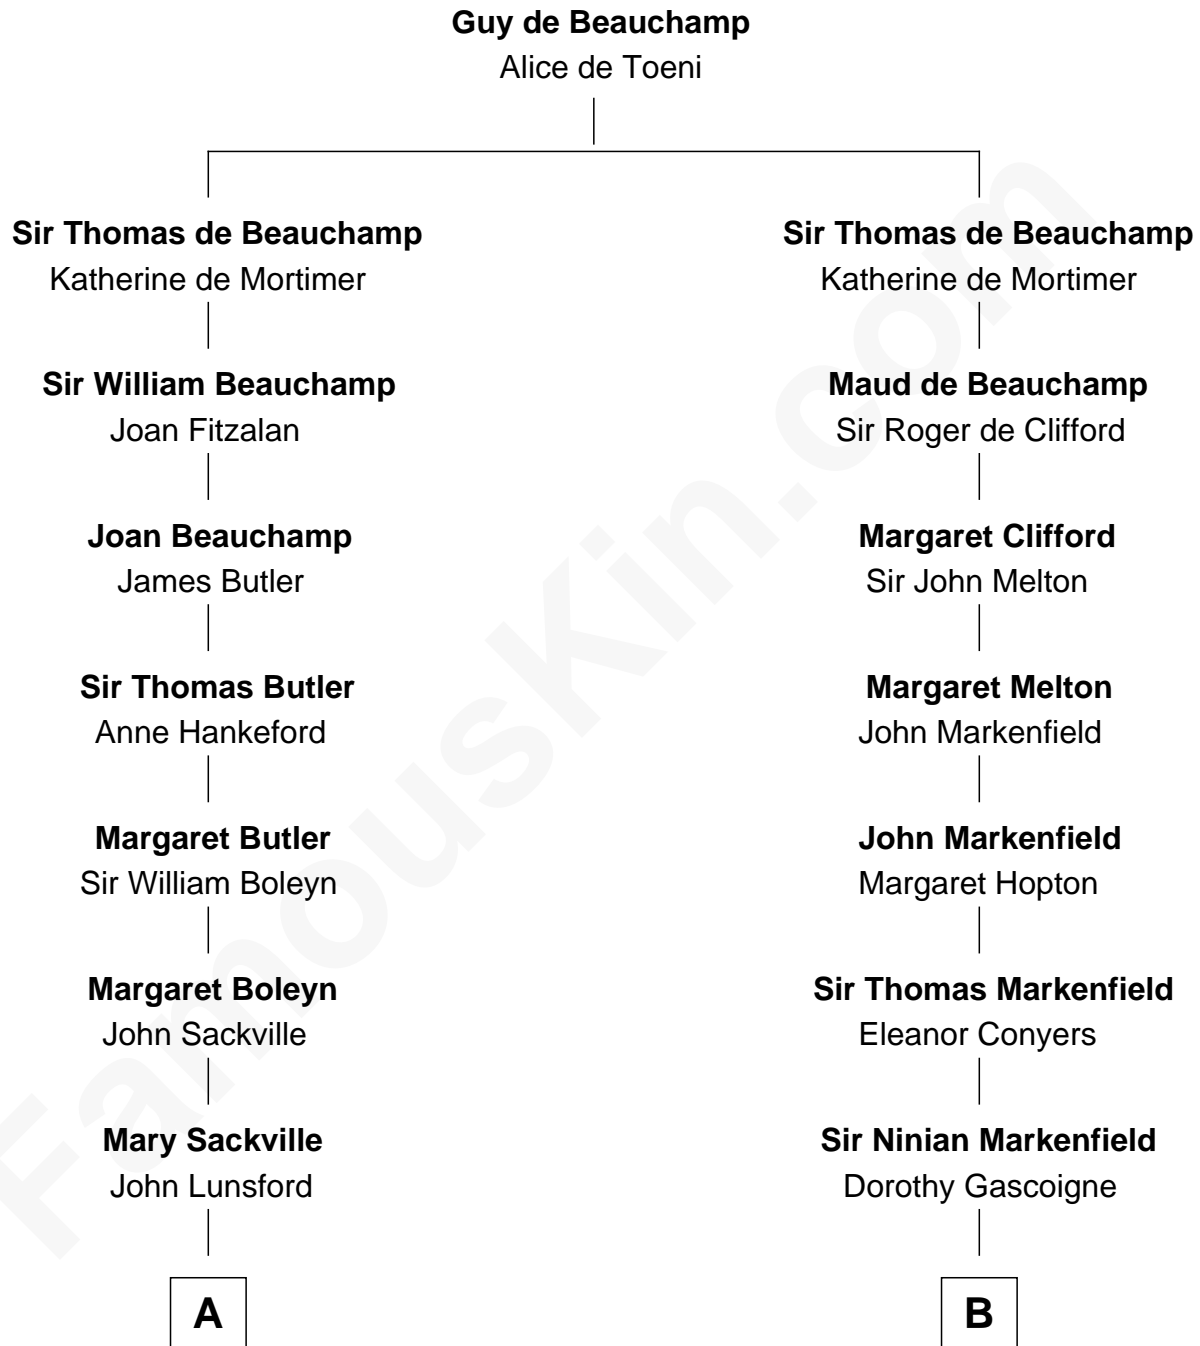 Guy de Beauchamp
Alice de Toeni
Sir Thomas de Beauchamp
Katherine de Mortimer
Sir William Beauchamp
Joan Fitzalan
Joan Beauchamp
James Butler
Sir Thomas Butler
Anne Hankeford
Margaret Butler
Sir William Boleyn
Margaret Boleyn
John Sackville
Mary Sackville
John Lunsford
A
Sir Thomas de Beauchamp
Katherine de Mortimer
Maud de Beauchamp
Sir Roger de Clifford
Margaret Clifford
Sir John Melton
Margaret Melton
John Markenfield
John Markenfield
Margaret Hopton
Sir Thomas Markenfield
Eleanor Conyers
Sir Ninian Markenfield
Dorothy Gascoigne
B
FamousKin.com